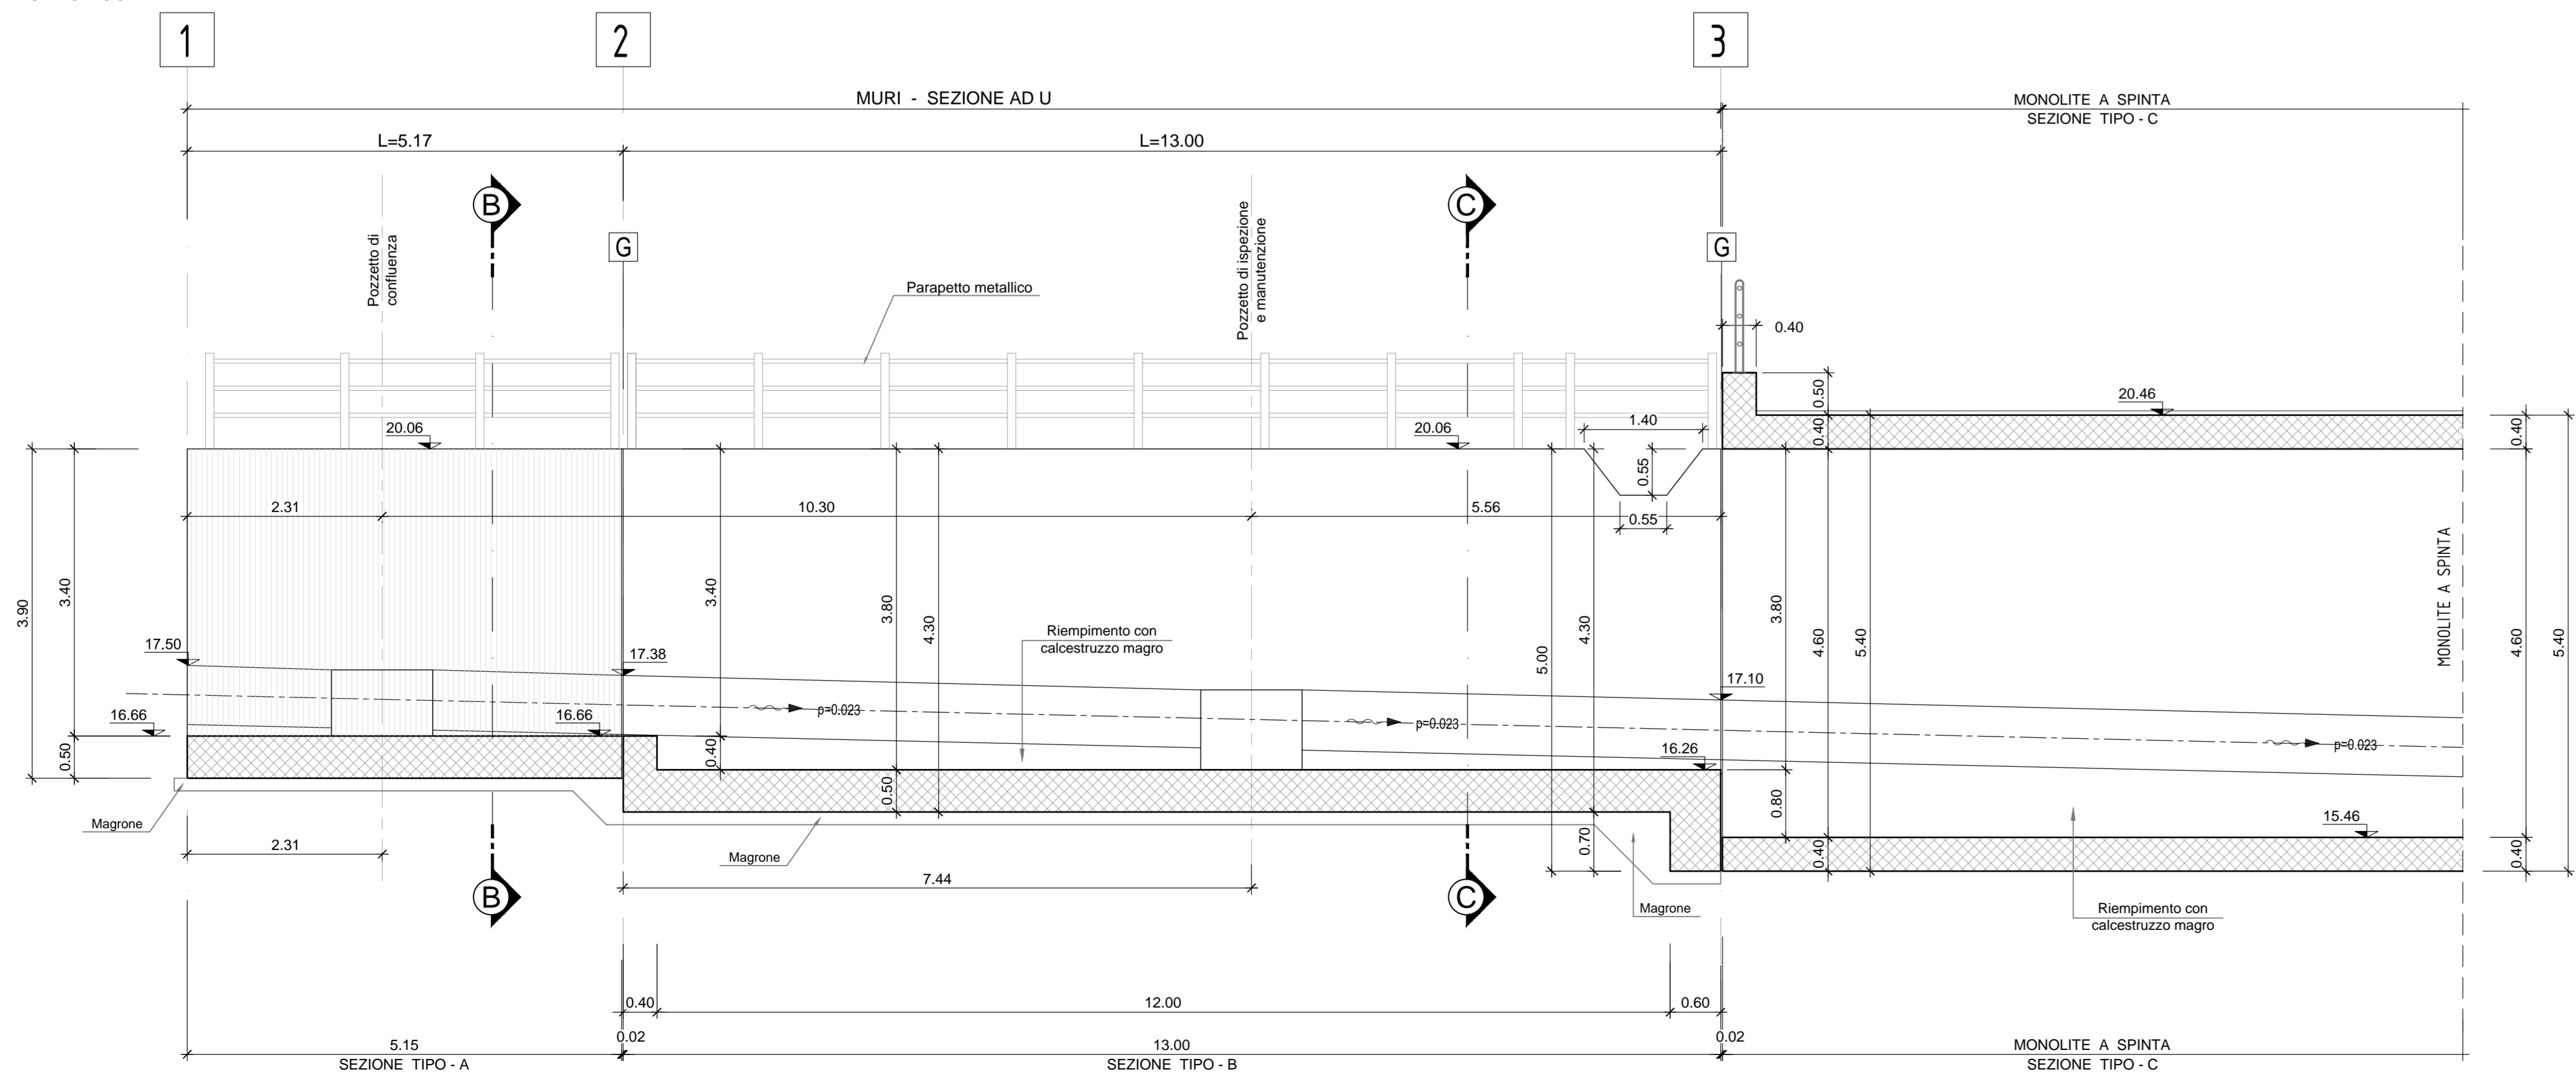 1
2
3
MURI - SEZIONE AD U
MONOLITE A SPINTA
SEZIONE TIPO - C
L=5.17
L=13.00
B
C
G
G
Pozzetto di
confluenza
Pozzetto di ispezione
e manutenzione
Parapetto metallico
0.40
20.06
20.06
1.40
0.50
0.40
20.46
0.40
0.55
2.31
10.30
5.56
0.55
3.90
3.40
3.40
3.80
4.30
5.00
4.30
3.80
4.60
5.40
MONOLITE A SPINTA
4.60
5.40
Riempimento con
calcestruzzo magro
17.50
17.38
17.10
16.66
16.66
p=0.023
p=0.023
p=0.023
16.26
0.50
0.40
0.50
0.70
0.80
0.40
15.46
0.40
Magrone
2.31
Magrone
7.44
B
C
Magrone
Riempimento con
calcestruzzo magro
0.40
12.00
0.60
0.02
0.02
5.15
13.00
MONOLITE A SPINTA
SEZIONE TIPO - A
SEZIONE TIPO - B
SEZIONE TIPO - C